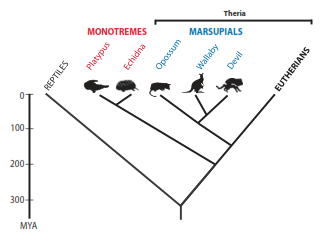 Theria
MONOTREMES MARSUPIALS
REPTILES Platypus Echidna Opossum Wallaby Devil EUTHERIANS
0
100
200
300
MYA